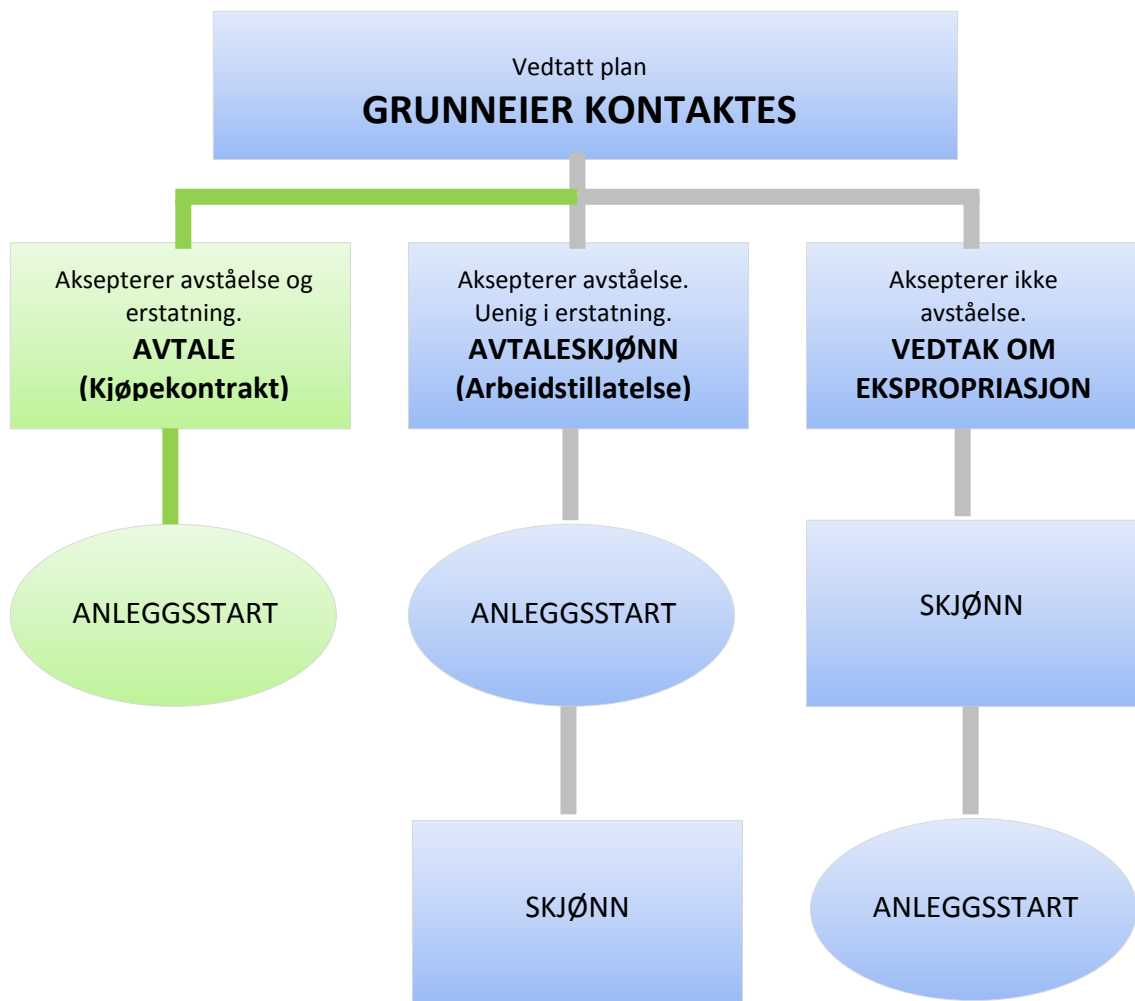 Vedtatt plan
GRUNNEIER KONTAKTES
Aksepterer avståelse og
erstatning.
AVTALE
(Kjøpekontrakt)
Aksepterer avståelse.
Uenig i erstatning.
AVTALESKJØNN
(Arbeidstillatelse)
Aksepterer ikke
avståelse.
VEDTAK OM
EKSPROPRIASJON
ANLEGGSSTART
ANLEGGSSTART
SKJØNN
SKJØNN
ANLEGGSSTART